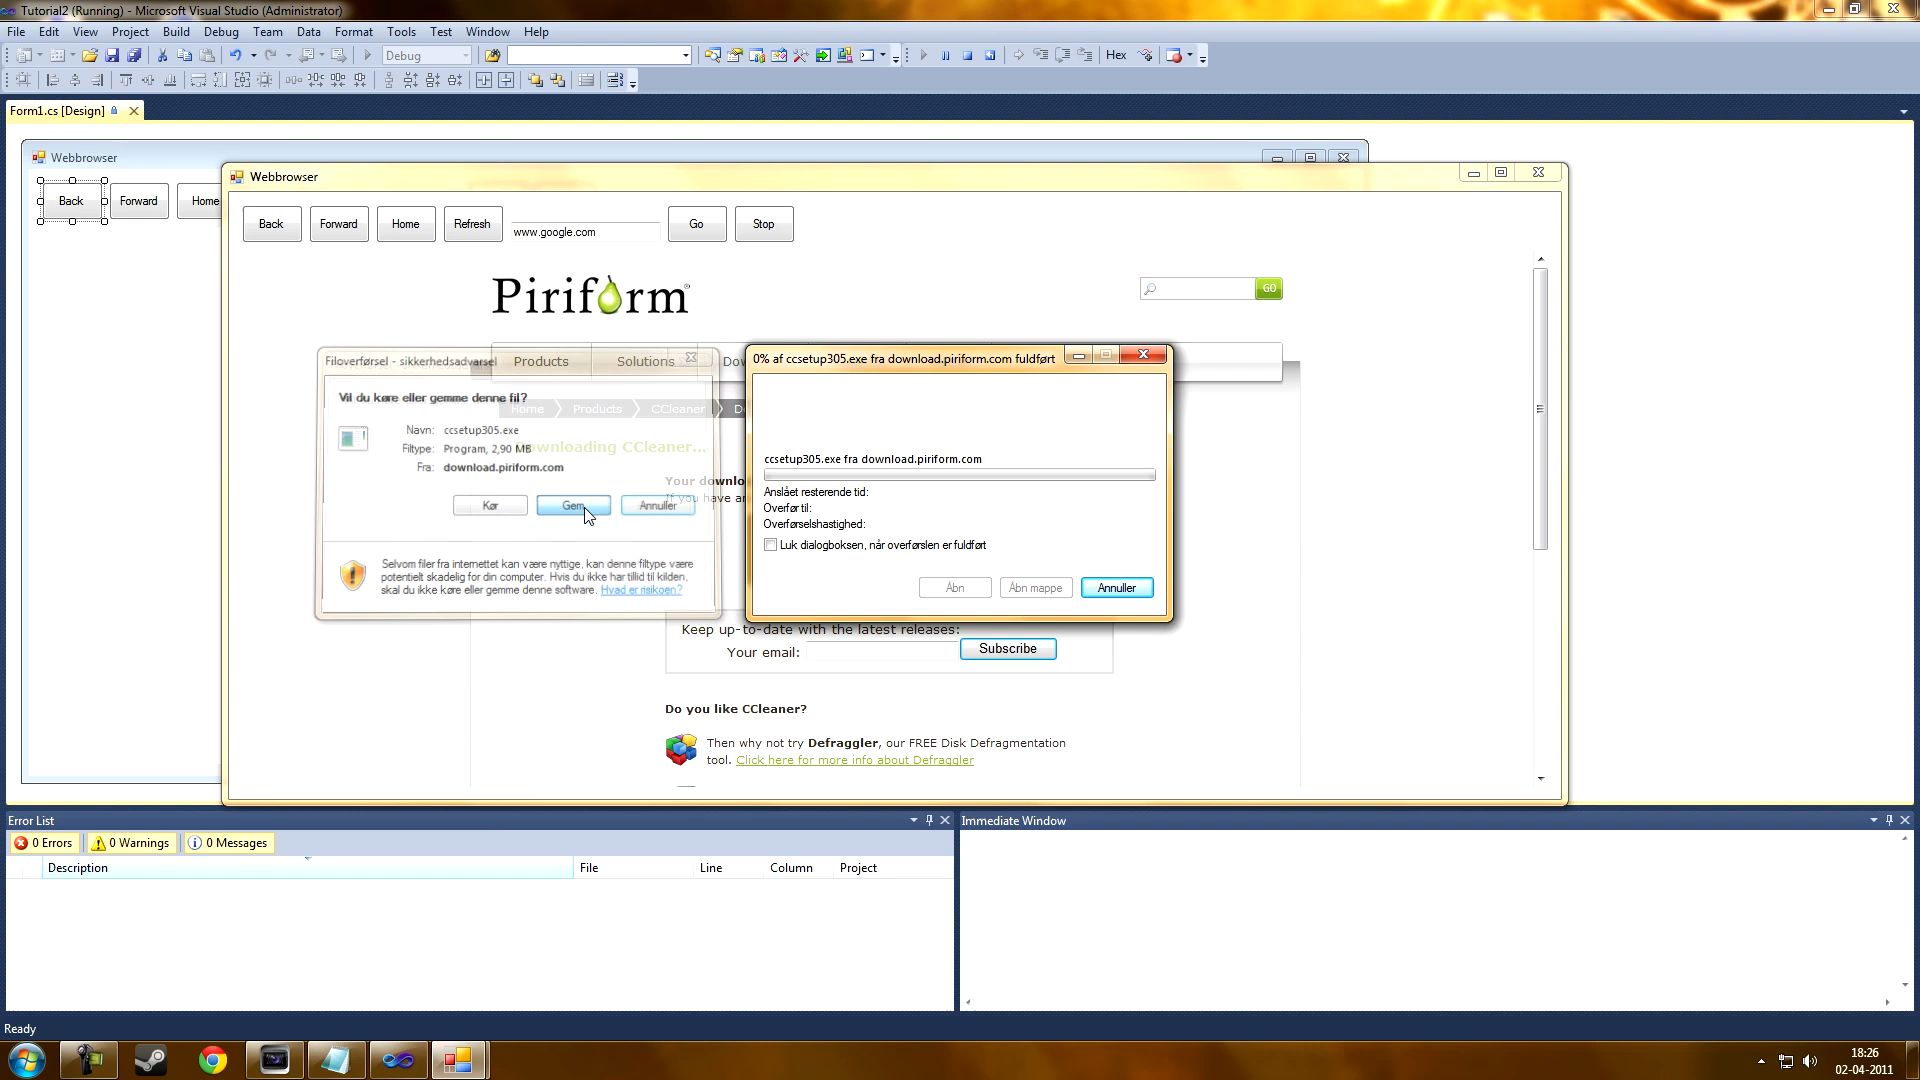 Tutorial2 (Running) - Microsoft Visual Studio (Administrator)
File Edit View Project Build Debug Team Data Format Tools Test Window Help
Debug
Hex
Form1.cs [Design]
Webbrowser
Back Forward Home
Webbrowser
Back Forward Home Refresh www.google.com Go Stop
Piriform
GO
Products Solutions
Home Products CCleaner
Downloading CCleaner...
Filoverførsel - sikkerhedsadvarsel
Vil du køre eller gemme denne fil?
Navn: ccsetup305.exe
Filtype: Program, 2,90 MB
Fra: download.piriform.com
Kør Gem Annuller
Selvom filer fra internettet kan være nyttige, kan denne filtype være
potentielt skadelig for din computer. Hvis du ikke har tillid til kilden,
skal du ikke køre eller gemme denne software. Hvad er risikoen?
0% af ccsetup305.exe fra download.piriform.com fuldført
ccsetup305.exe fra download.piriform.com
Anslået resterende tid:
Overfør til:
Overførselshastighed:
Luk dialogboksen, når overførslen er fuldført
Åbn Åbn mappe Annuller
Keep up-to-date with the latest releases:
Your email: Subscribe
Do you like CCleaner?
Then why not try Defraggler, our FREE Disk Defragmentation
tool. Click here for more info about Defraggler
Error List
0 Errors 0 Warnings 0 Messages
Description File Line Column Project
Immediate Window
Ready
18:26
02-04-2011